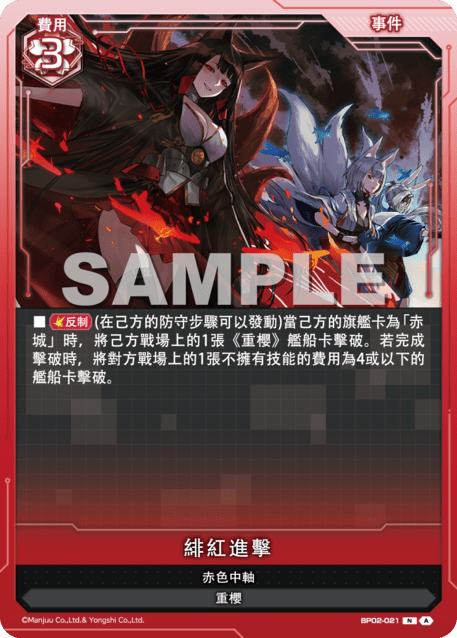 費用
事件
3
SAMPLE
■ 反制 (在己方的防守步驟可以發動)當己方的旗艦卡為「赤
城」時，將己方戰場上的1張《重櫻》艦船卡擊破。若完成
擊破時，將對方戰場上的1張不擁有技能的費用為4或以下的
艦船卡擊破。
緋紅進擊
赤色中軸
重櫻
©Manjuu Co.,Ltd.& Yongshi Co.,Ltd.
BP02-021 N A